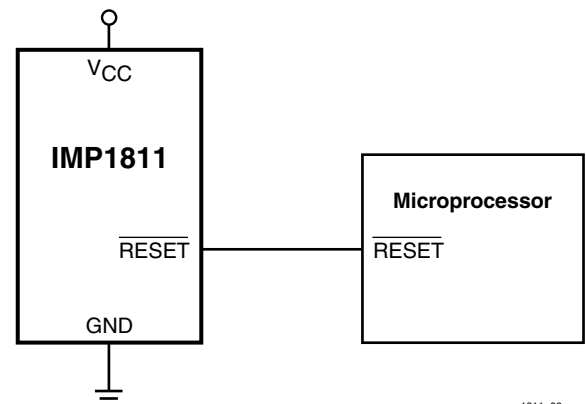 VCC
IMP1811
Microprocessor
RESET
RESET
GND